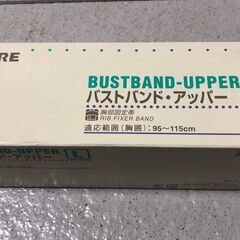 RE
BUSTBAND-UPPER
バストバンド・アッパー
胸部固定帯
RIB FIXER BAND
適応範囲(胸囲):95～115cm
-UPPER L